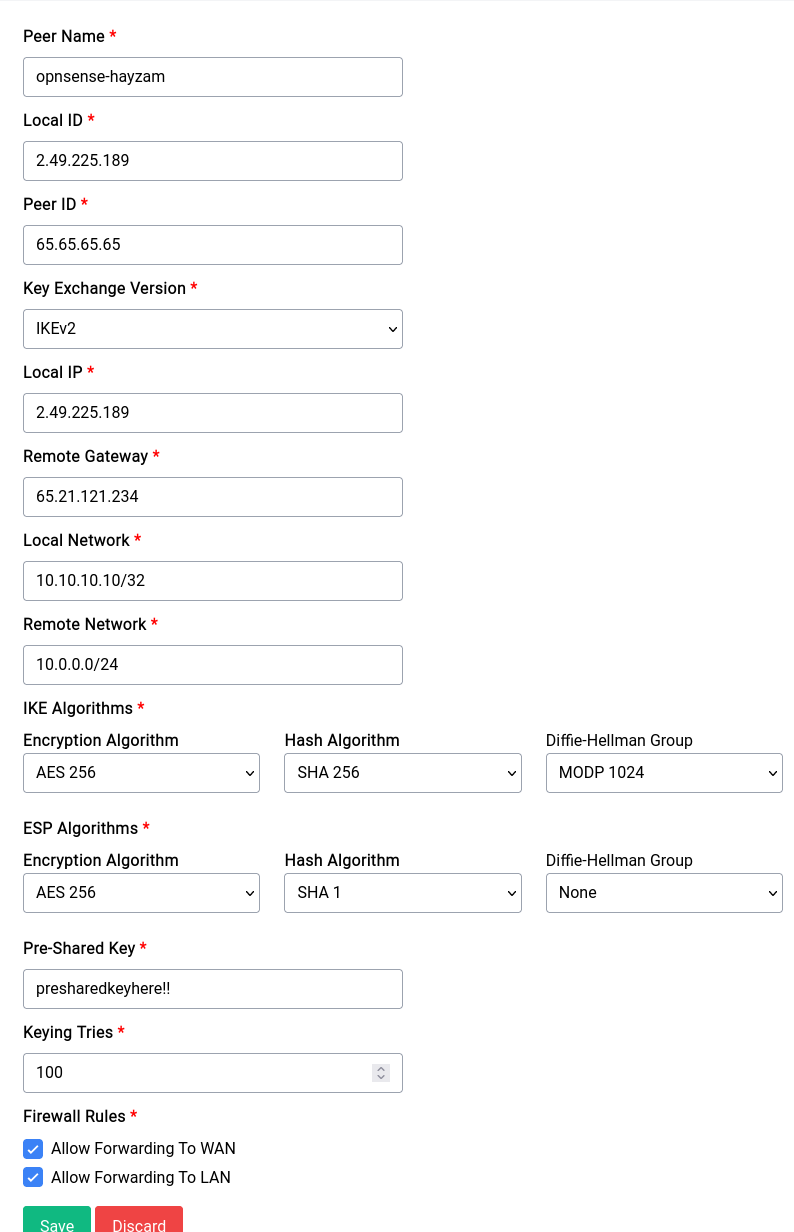 Peer Name *
opnsense-hayzam
Local ID *
2.49.225.189
Peer ID *
65.65.65.65
Key Exchange Version *
IKEv2
Local IP *
2.49.225.189
Remote Gateway *
65.21.121.234
Local Network *
10.10.10.10/32
Remote Network *
10.0.0.0/24
IKE Algorithms *
Encryption Algorithm Hash Algorithm Diffie-Hellman Group
AES 256 SHA 256 MODP 1024
ESP Algorithms *
Encryption Algorithm Hash Algorithm Diffie-Hellman Group
AES 256 SHA 1 None
Pre-Shared Key *
presharedkeyhere!!
Keying Tries *
100
Firewall Rules *
Allow Forwarding To WAN
Allow Forwarding To LAN
Save Discard